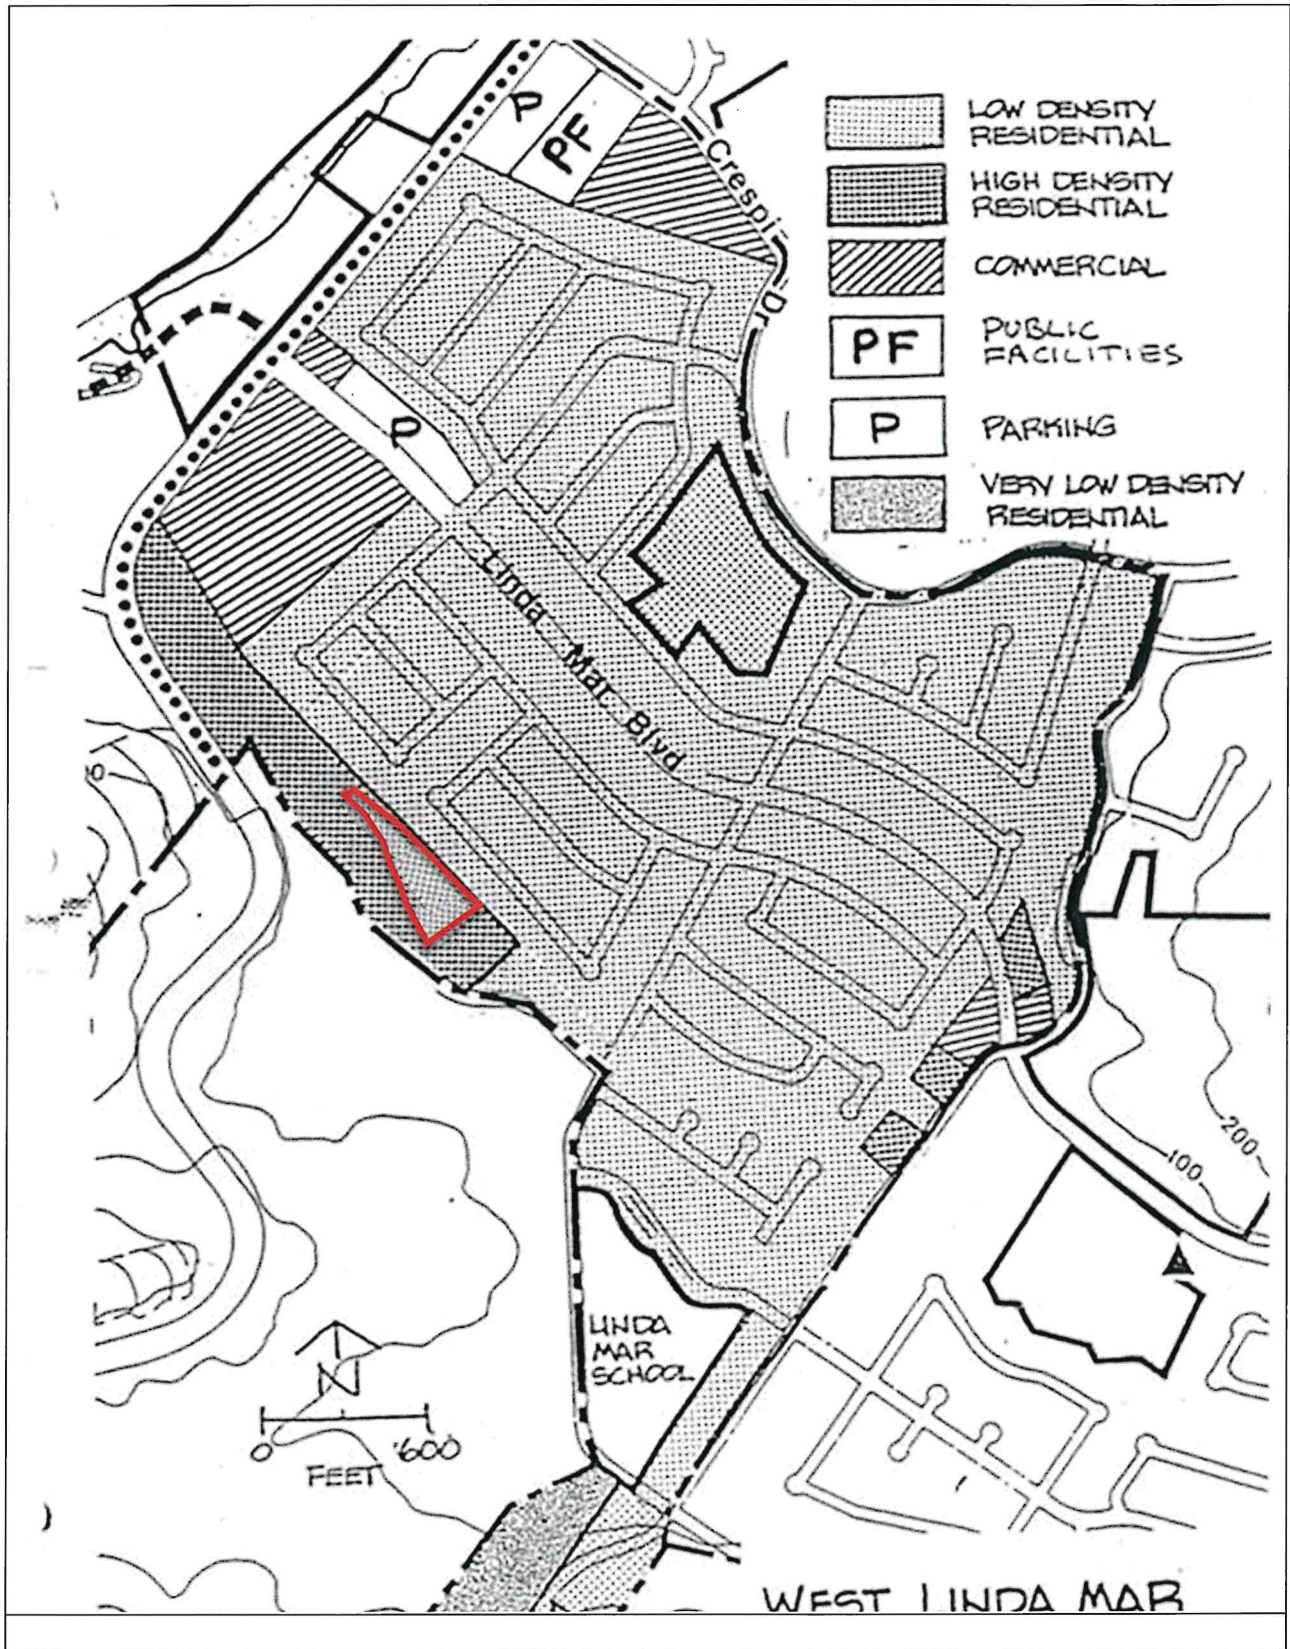 P
PF
Crespi Dr
LOW DENSITY
RESIDENTIAL
HIGH DENSITY
RESIDENTIAL
COMMERCIAL
PF
PUBLIC
FACILITIES
P
PARKING
VERY LOW DENSITY
RESIDENTIAL
P
Linda Mar Blvd
200
100
LINDA
MAR
SCHOOL
N
0
600
FEET
WEST LINDA MAR